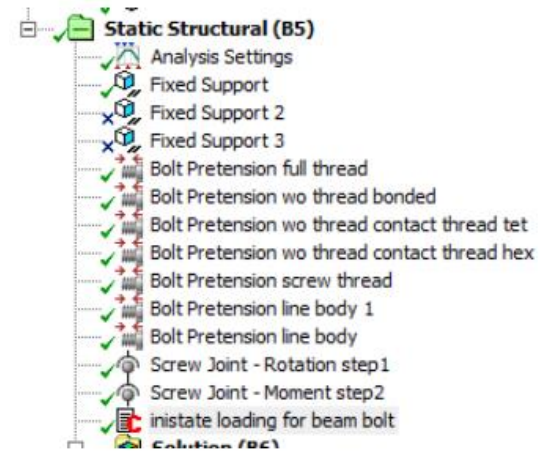 Static Structural (B5)
Analysis Settings
Fixed Support
Fixed Support 2
Fixed Support 3
Bolt Pretension full thread
Bolt Pretension wo thread bonded
Bolt Pretension wo thread contact thread tet
Bolt Pretension wo thread contact thread hex
Bolt Pretension screw thread
Bolt Pretension line body 1
Bolt Pretension line body
Screw Joint - Rotation step1
Screw Joint - Moment step2
inistate loading for beam bolt
Solution (B6)